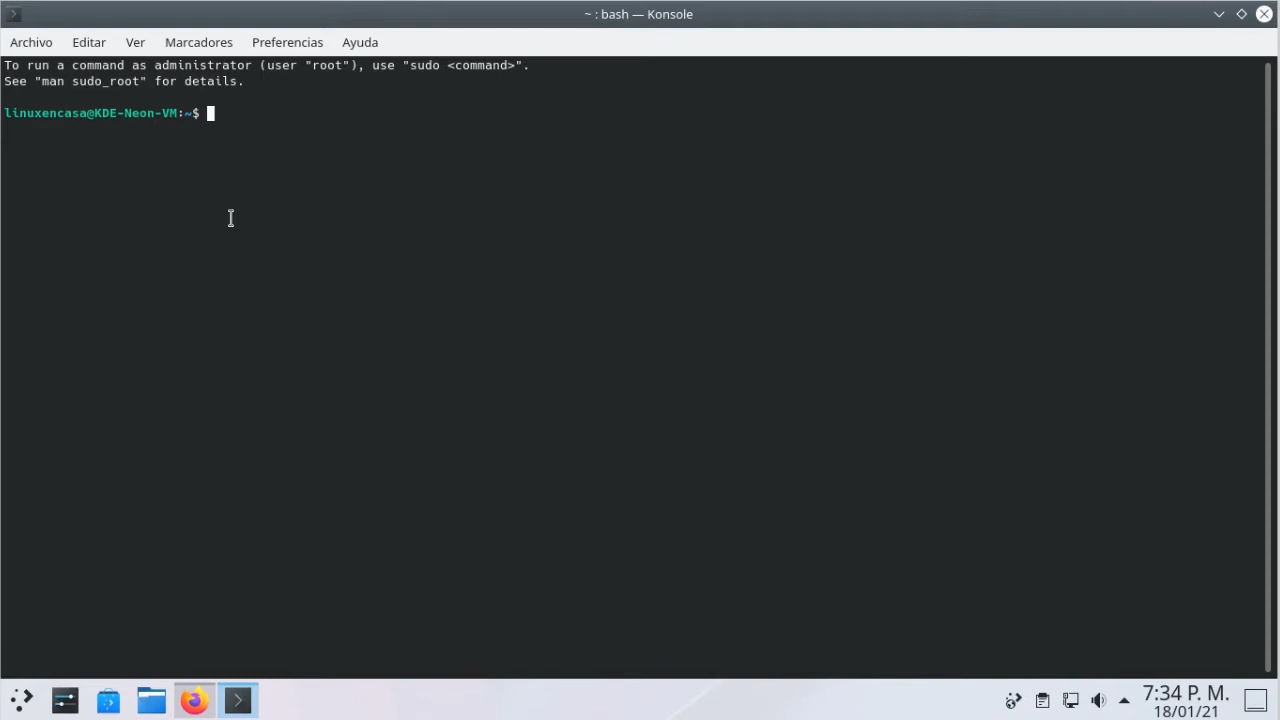 ~ : bash — Konsole
Archivo Editar Ver Marcadores Preferencias Ayuda
To run a command as administrator (user "root"), use "sudo <command>".
See "man sudo_root" for details.
linuxencasa@KDE-Neon-VM:~$
7:34 P. M.
18/01/21